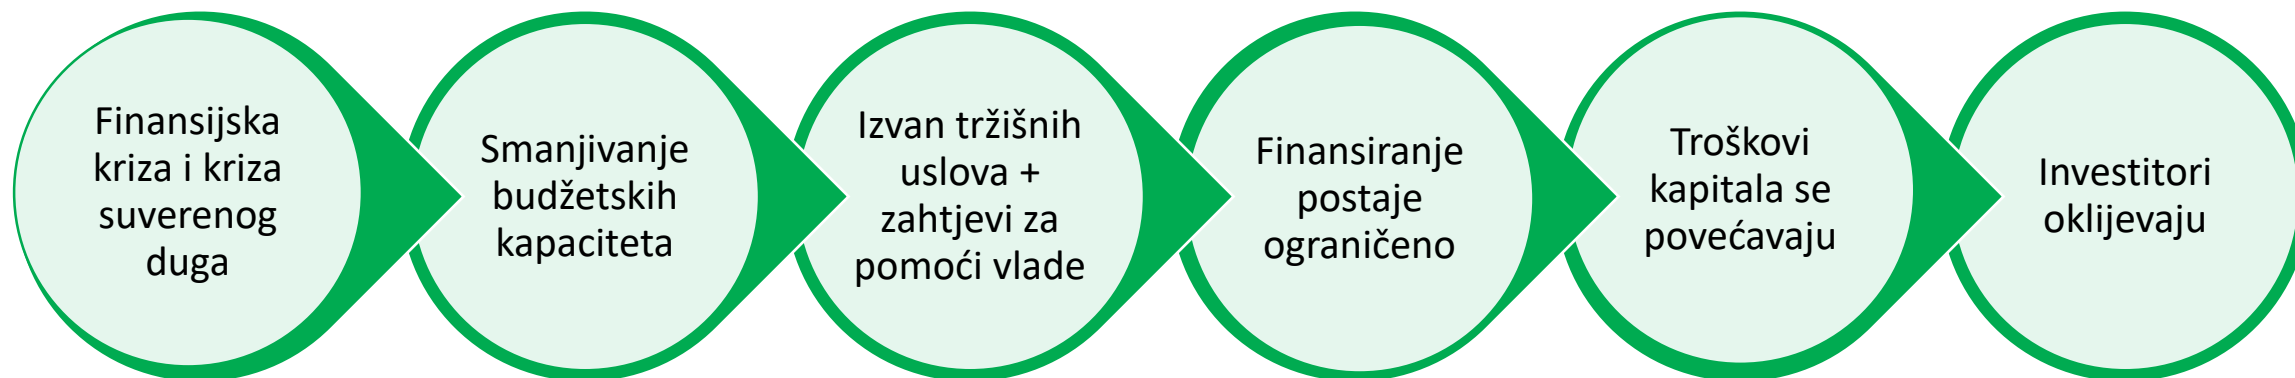 Finansijska
kriza i kriza
suverenog
duga
Smanjivanje
budžetskih
kapaciteta
Izvan tržišnih
uslova +
zahtjevi za
pomoći vlade
Finansiranje
postaje
ograničeno
Troškovi
kapitala se
povećavaju
Investitori
oklijevaju